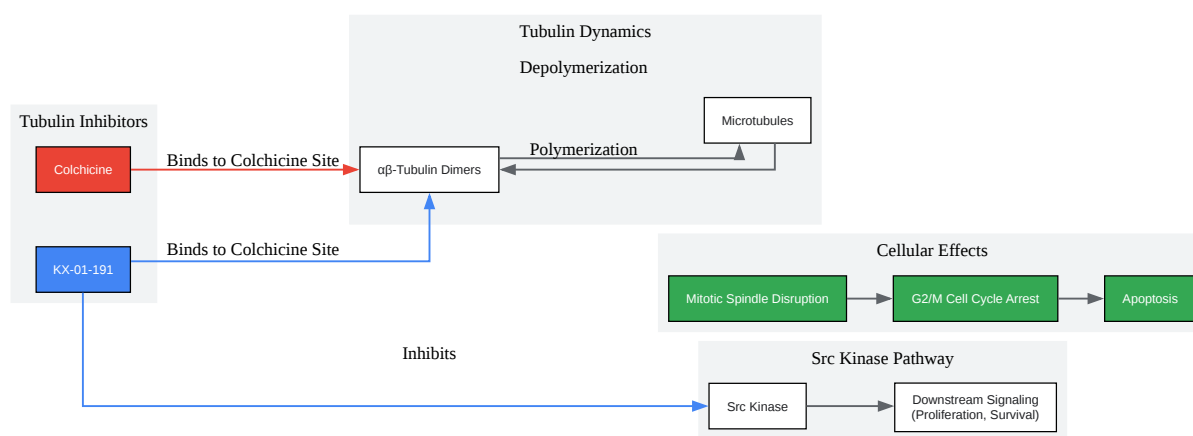 Tubulin Dynamics
Depolymerization
Tubulin Inhibitors
Microtubules
Colchicine
Binds to Colchicine Site
αβ-Tubulin Dimers
Polymerization
KX-01-191
Binds to Colchicine Site
Cellular Effects
Mitotic Spindle Disruption
G2/M Cell Cycle Arrest
Apoptosis
Inhibits
Src Kinase Pathway
Src Kinase
Downstream Signaling
(Proliferation, Survival)